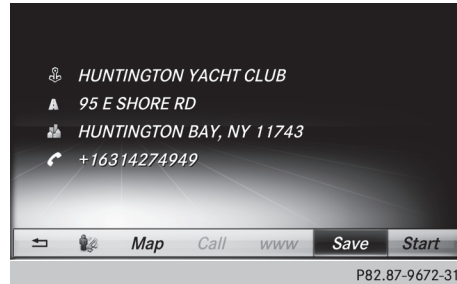 HUNTINGTON YACHT CLUB
95 E SHORE RD
HUNTINGTON BAY, NY 11743
+16314274949
Map Call www Save Start
P82.87-9672-31